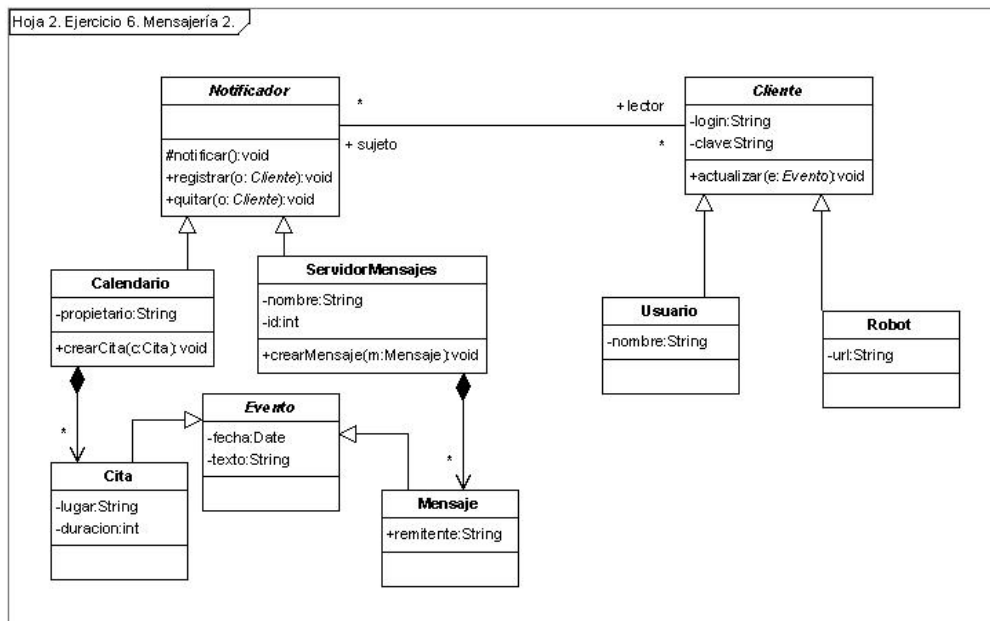 Hoja 2. Ejercicio 6. Mensajería 2.
Notificador
#notificar():void
+registrar(o: Cliente):void
+quitar(o: Cliente):void
*
+ sujeto
+ lector
*
Cliente
-login:String
-clave:String
+actualizar(e: Evento):void
Calendario
-propietario:String
+crearCita(c:Cita):void
ServidorMensajes
-nombre:String
-id:int
+crearMensaje(m:Mensaje):void
Usuario
-nombre:String
Robot
-url:String
*
Evento
-fecha:Date
-texto:String
*
Cita
-lugar:String
-duracion:int
Mensaje
+remitente:String